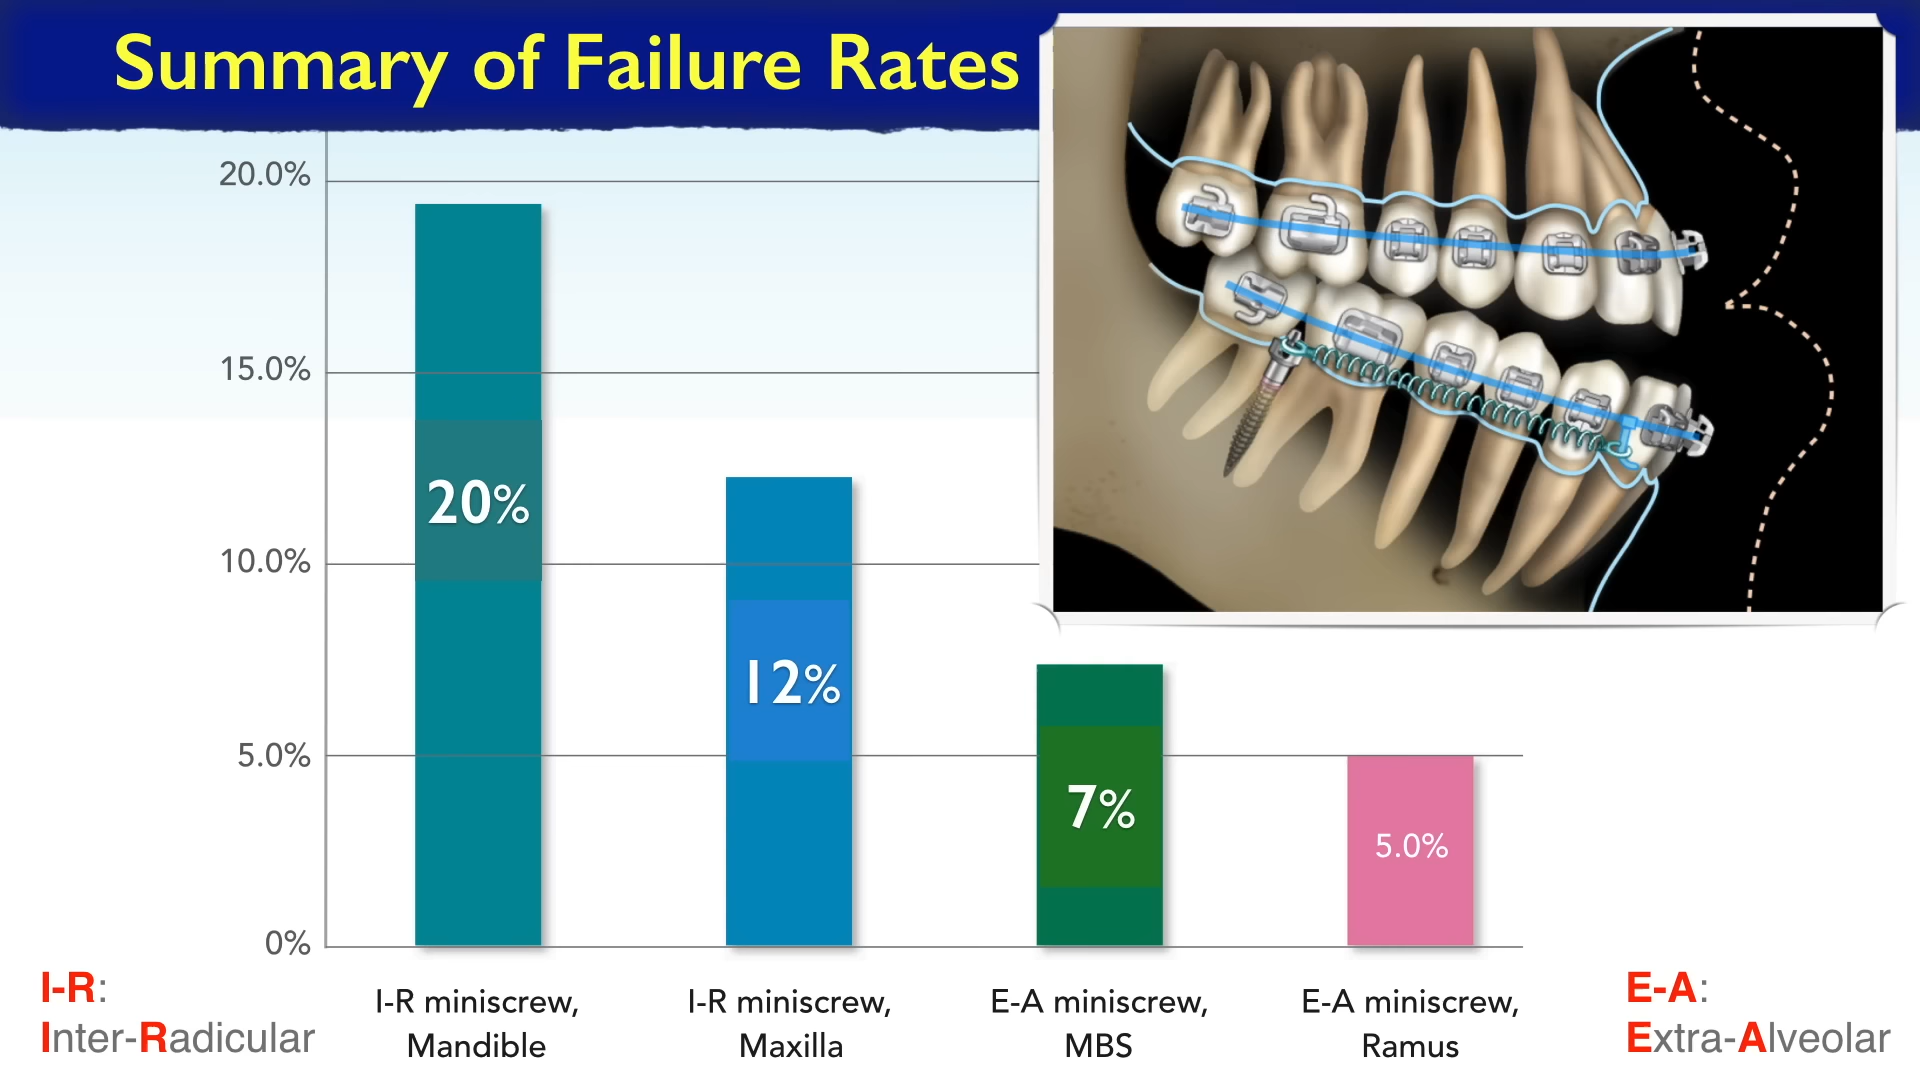 Summary of Failure Rates
20.0%
15.0%
10.0%
5.0%
0%
20%
12%
7%
5.0%
I-R miniscrew,
Mandible
I-R miniscrew,
Maxilla
E-A miniscrew,
MBS
E-A miniscrew,
Ramus
I-R:
Inter-Radicular
E-A:
Extra-Alveolar